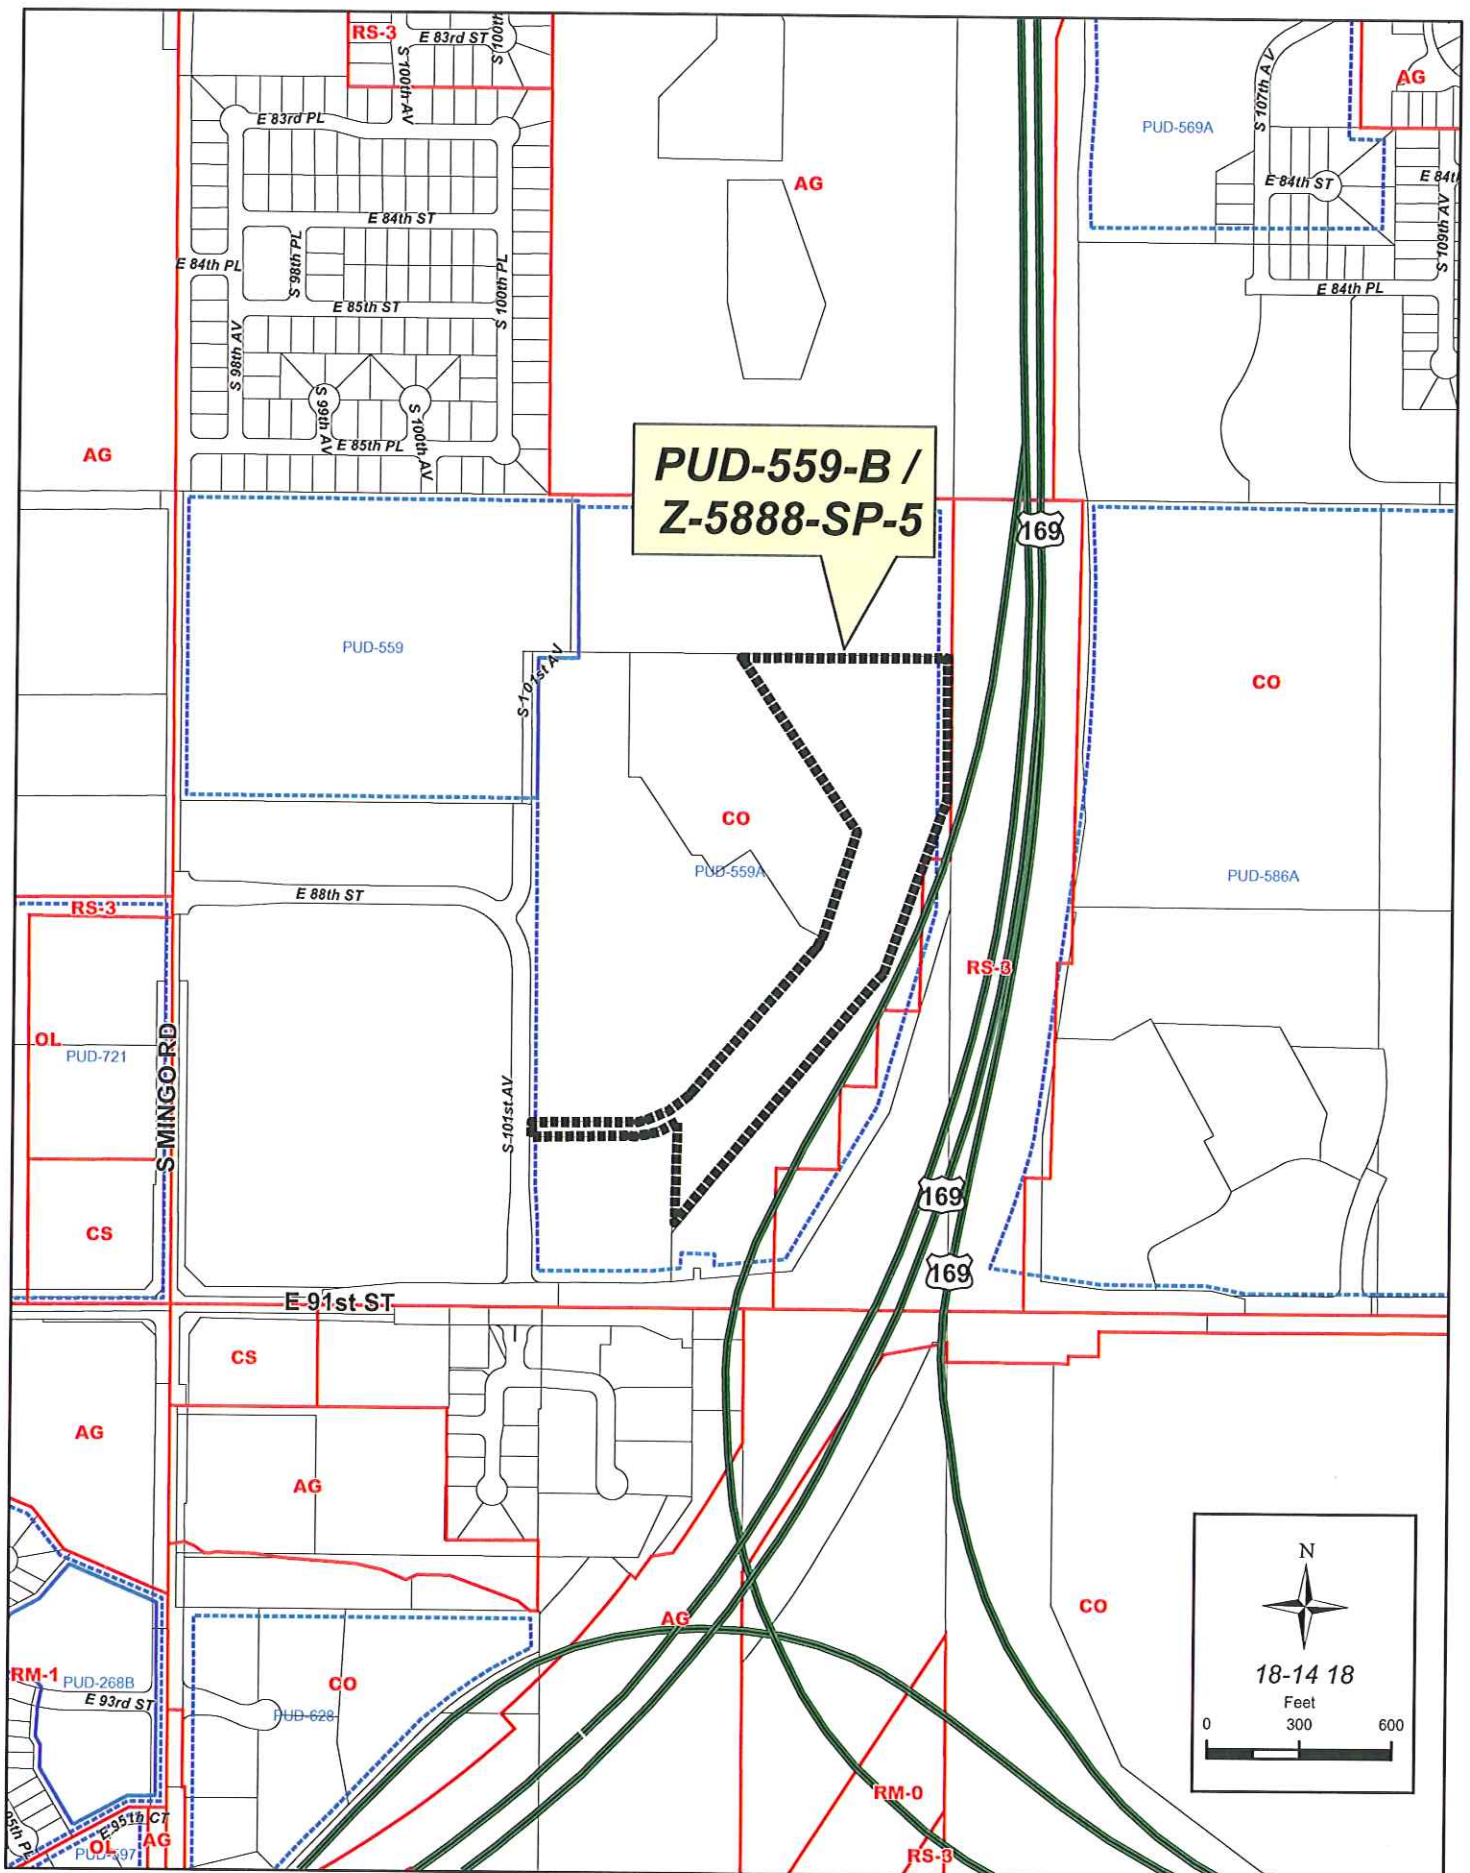 RS-3
E 83rd ST
S 100th
S 100th AV
E 83rd PL
AG
PUD-569A
S 107th AV
AG
E 84th ST
S 109th AV
E 84th ST
E 84th PL
S 98th PL
S 100th PL
E 84th PL
E 85th ST
S 98th AV
S 99th AV
S 100th AV
E 85th PL
AG
PUD-559-B /
Z-5888-SP-5
169
PUD-559
S 101st AV
CO
CO
PUD-559A
PUD-586A
E 88th ST
RS-3
RS-3
OL
PUD-721
S MINGO RD
S 101st AV
CS
169
169
E 91st ST
CS
AG
AG
AG
CO
RM-1
PUD-268B
E 93rd ST
CO
PUD-628
RM-0
RS-3
95th PL
E 95th CT
OL
AG
PUD-397
N
18-14 18
Feet
0 300 600